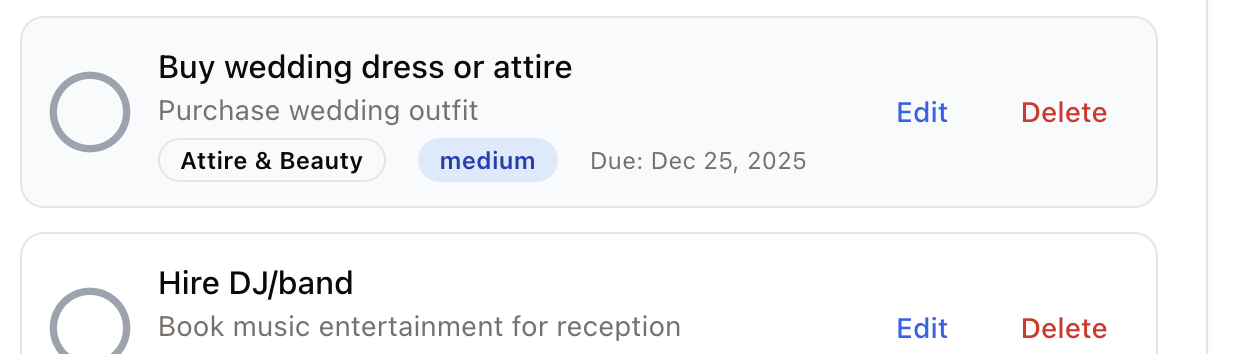 Buy wedding dress or attire
Purchase wedding outfit
Edit Delete
Attire & Beauty medium Due: Dec 25, 2025
Hire DJ/band
Book music entertainment for reception
Edit Delete